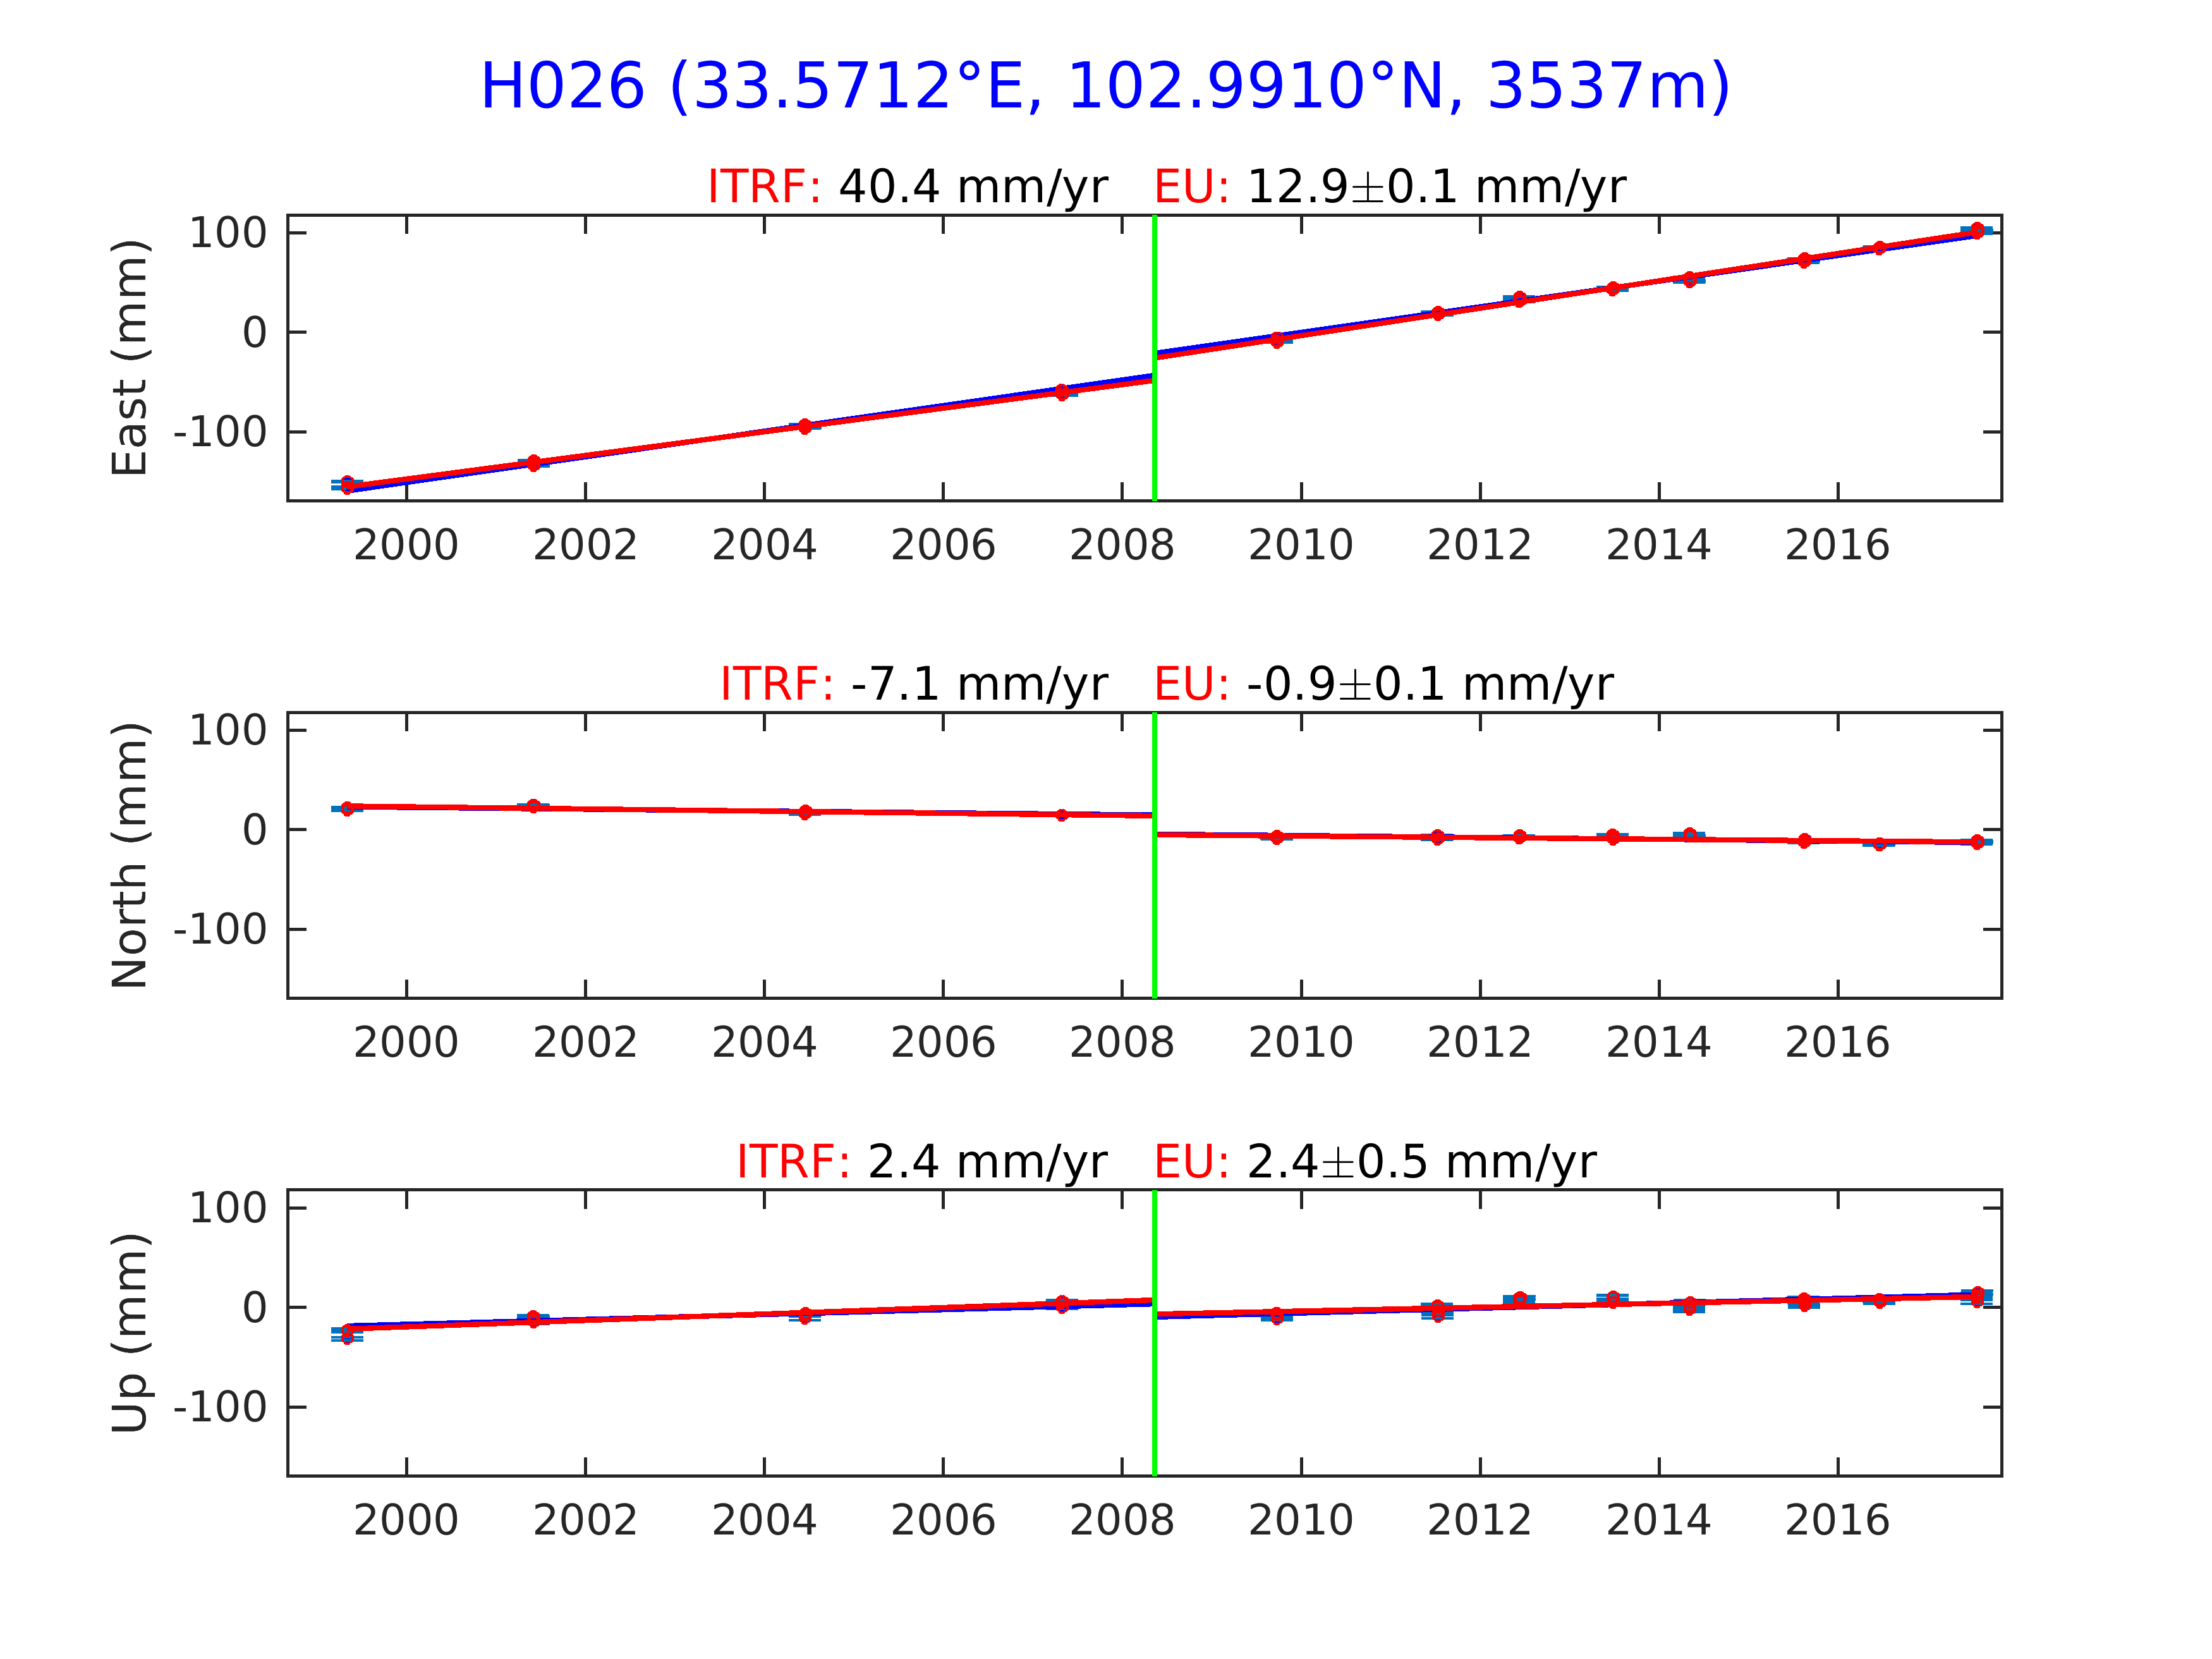 H026 (33.5712°E, 102.9910°N, 3537m)
ITRF: 40.4 mm/yr EU: 12.9±0.1 mm/yr
East (mm)
100
0
-100
2000 2002 2004 2006 2008 2010 2012 2014 2016
ITRF: -7.1 mm/yr EU: -0.9±0.1 mm/yr
North (mm)
100
0
-100
2000 2002 2004 2006 2008 2010 2012 2014 2016
ITRF: 2.4 mm/yr EU: 2.4±0.5 mm/yr
Up (mm)
100
0
-100
2000 2002 2004 2006 2008 2010 2012 2014 2016